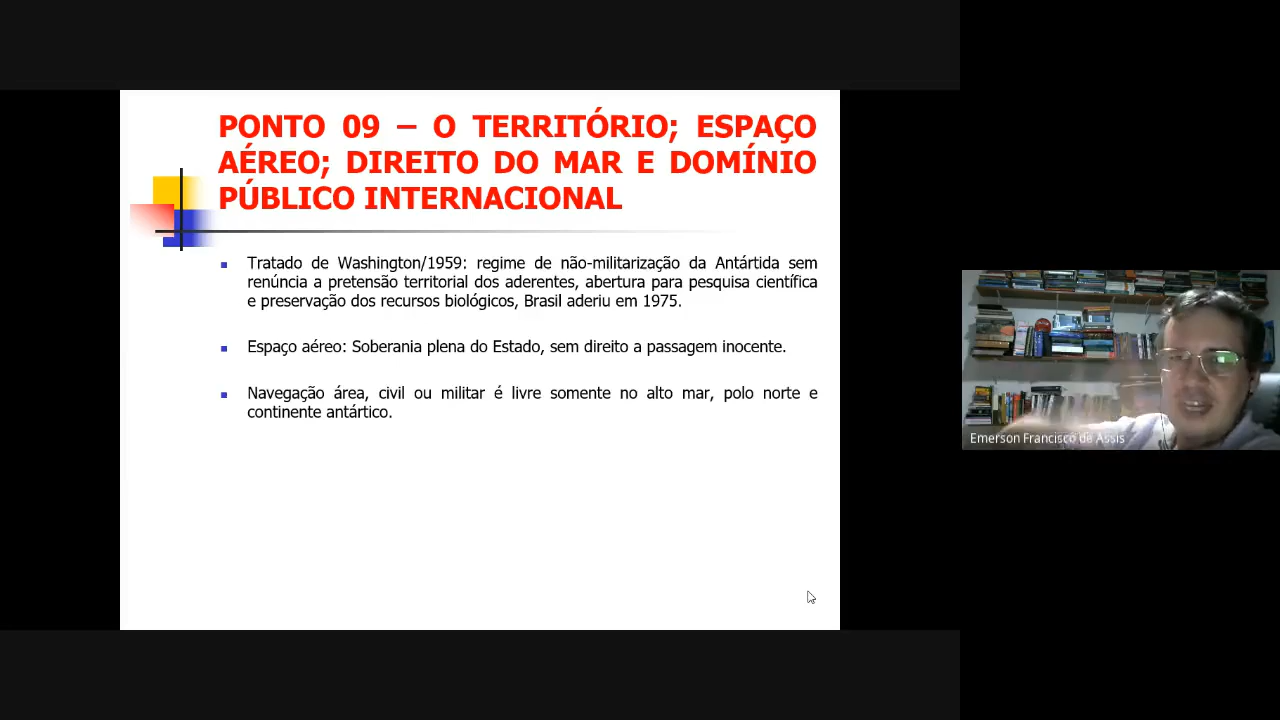 PONTO 09 – O TERRITÓRIO; ESPAÇO
AÉREO; DIREITO DO MAR E DOMÍNIO
PÚBLICO INTERNACIONAL
Tratado de Washington/1959: regime de não-militarização da Antártida sem
renúncia a pretensão territorial dos aderentes, abertura para pesquisa científica
e preservação dos recursos biológicos, Brasil aderiu em 1975.
Espaço aéreo: Soberania plena do Estado, sem direito a passagem inocente.
Navegação área, civil ou militar é livre somente no alto mar, polo norte e
continente antártico.
Emerson Francisco de Assis